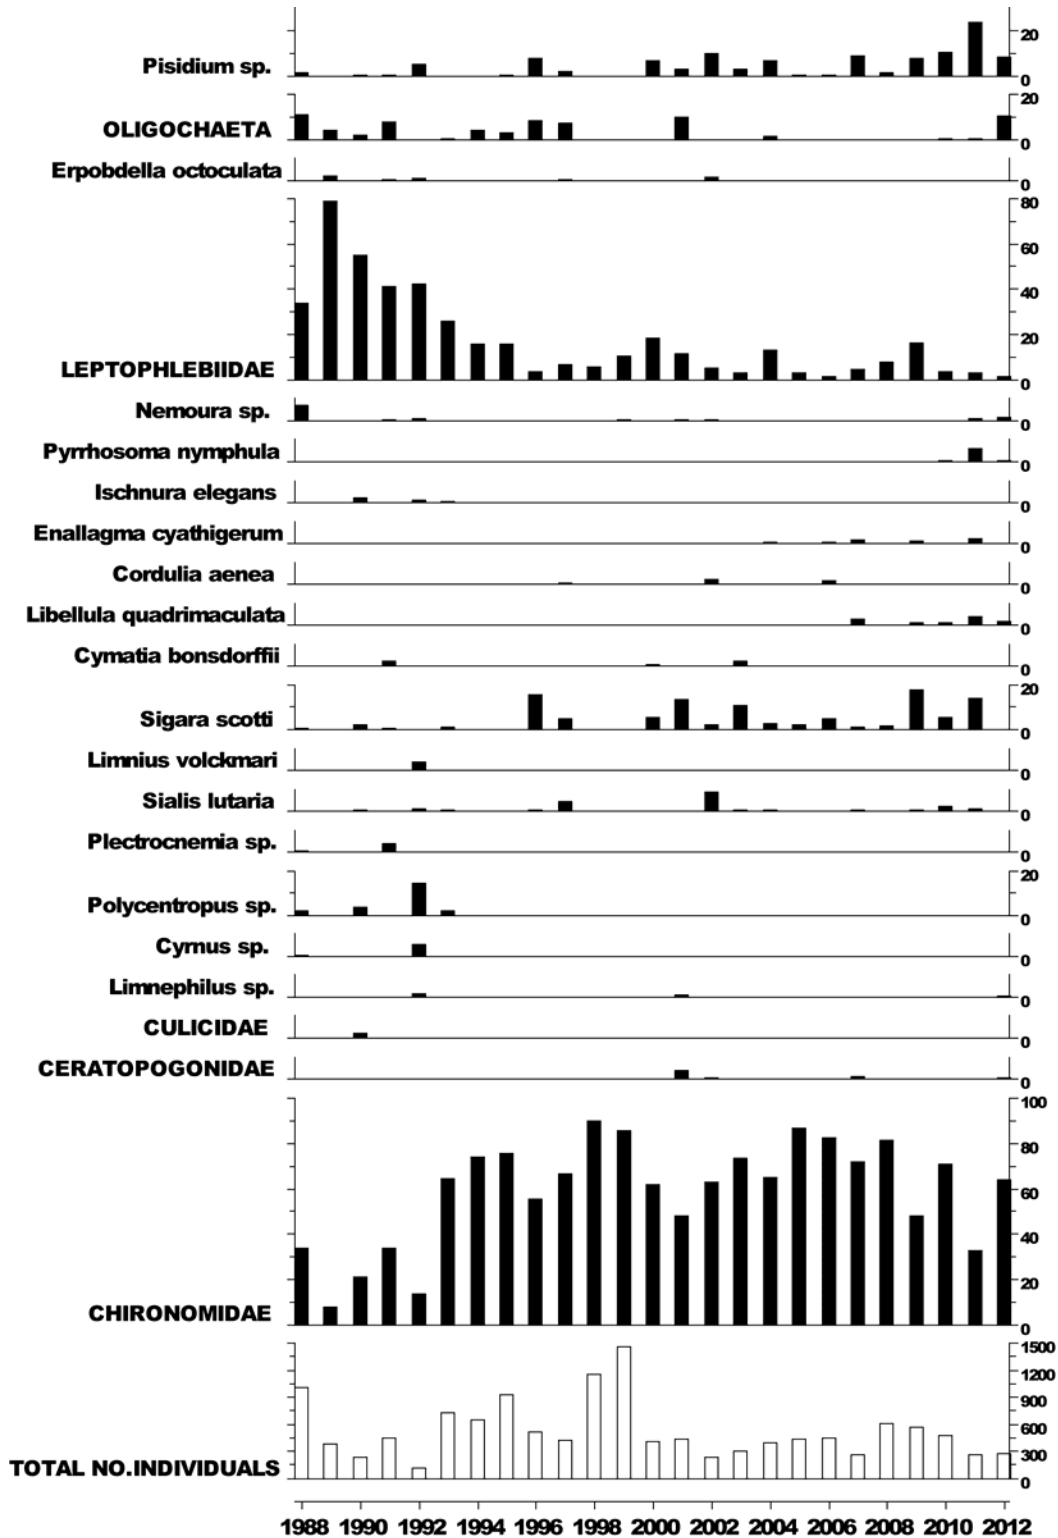 20
Pisidium sp.
0
20
OLIGOCHAETA
0
Erpobdella octoculata
0
80
60
40
20
LEPTOPHLEBIIDAE
0
Nemoura sp.
0
Pyrrhosoma nymphula
0
Ischnura elegans
0
Enallagma cyathigerum
0
Cordulia aenea
0
Libellula quadrimaculata
0
Cymatia bonsdorffii
0
20
Sigara scotti
0
Limnius volckmari
0
Sialis lutaria
0
Plectrocnemia sp.
0
20
Polycentropus sp.
0
Cyrnus sp.
0
Limnephilus sp.
0
CULICIDAE
0
CERATOPOGONIDAE
0
100
80
60
40
20
CHIRONOMIDAE
0
1500
1200
900
600
300
TOTAL NO.INDIVIDUALS
0
1988 1990 1992 1994 1996 1998 2000 2002 2004 2006 2008 2010 2012